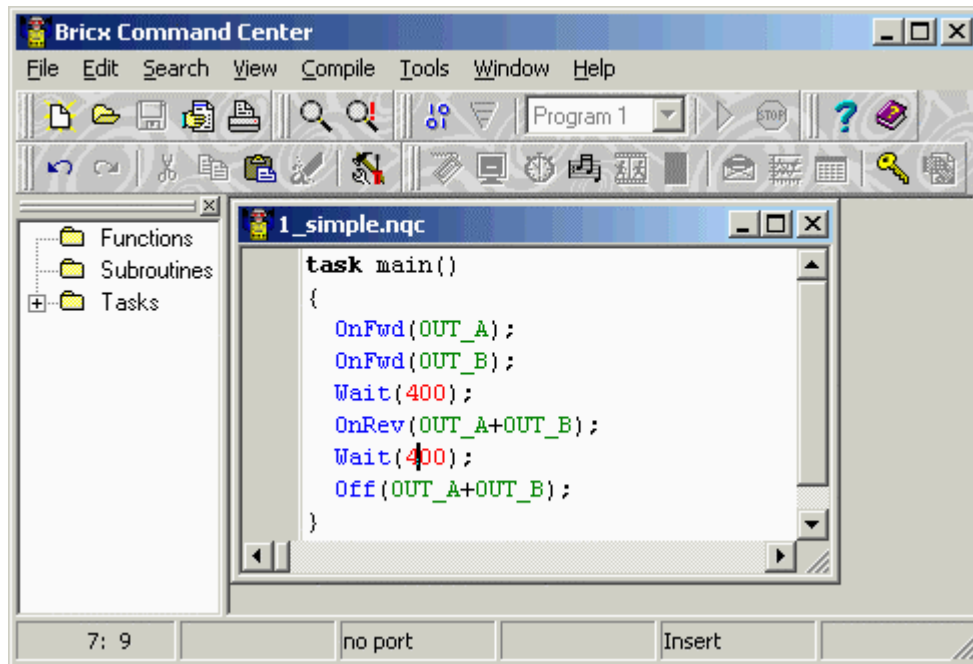 Bricx Command Center
File Edit Search View Compile Tools Window Help
Program 1
STOP
Functions
Subroutines
Tasks
1_simple.nqc
task main()
{
OnFwd(OUT_A);
OnFwd(OUT_B);
Wait(400);
OnRev(OUT_A+OUT_B);
Wait(400);
Off(OUT_A+OUT_B);
}
7: 9
no port
Insert